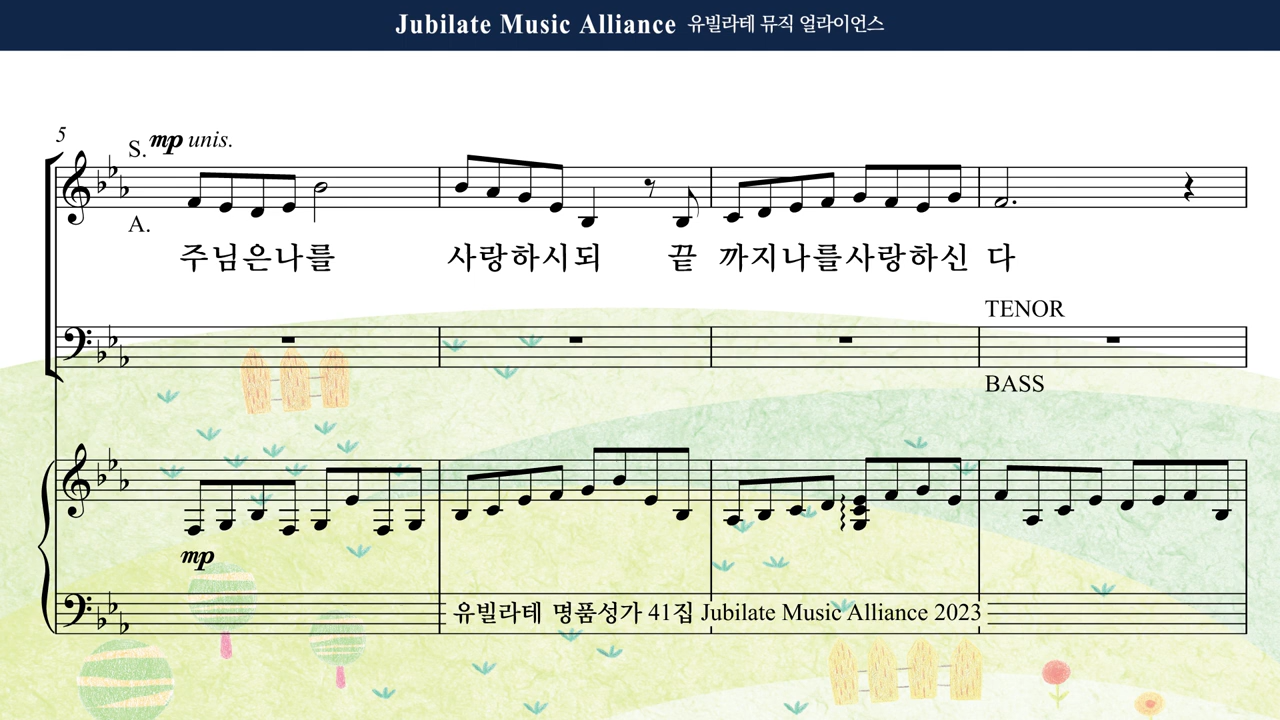 Jubilate Music Alliance 유빌라테 뮤직 얼라이언스
5
S. mp unis.
A.
주님은나를 사랑하시되 끝 까지나를사랑하신 다
TENOR
BASS
mp
유빌라테 명품성가 41집 Jubilate Music Alliance 2023